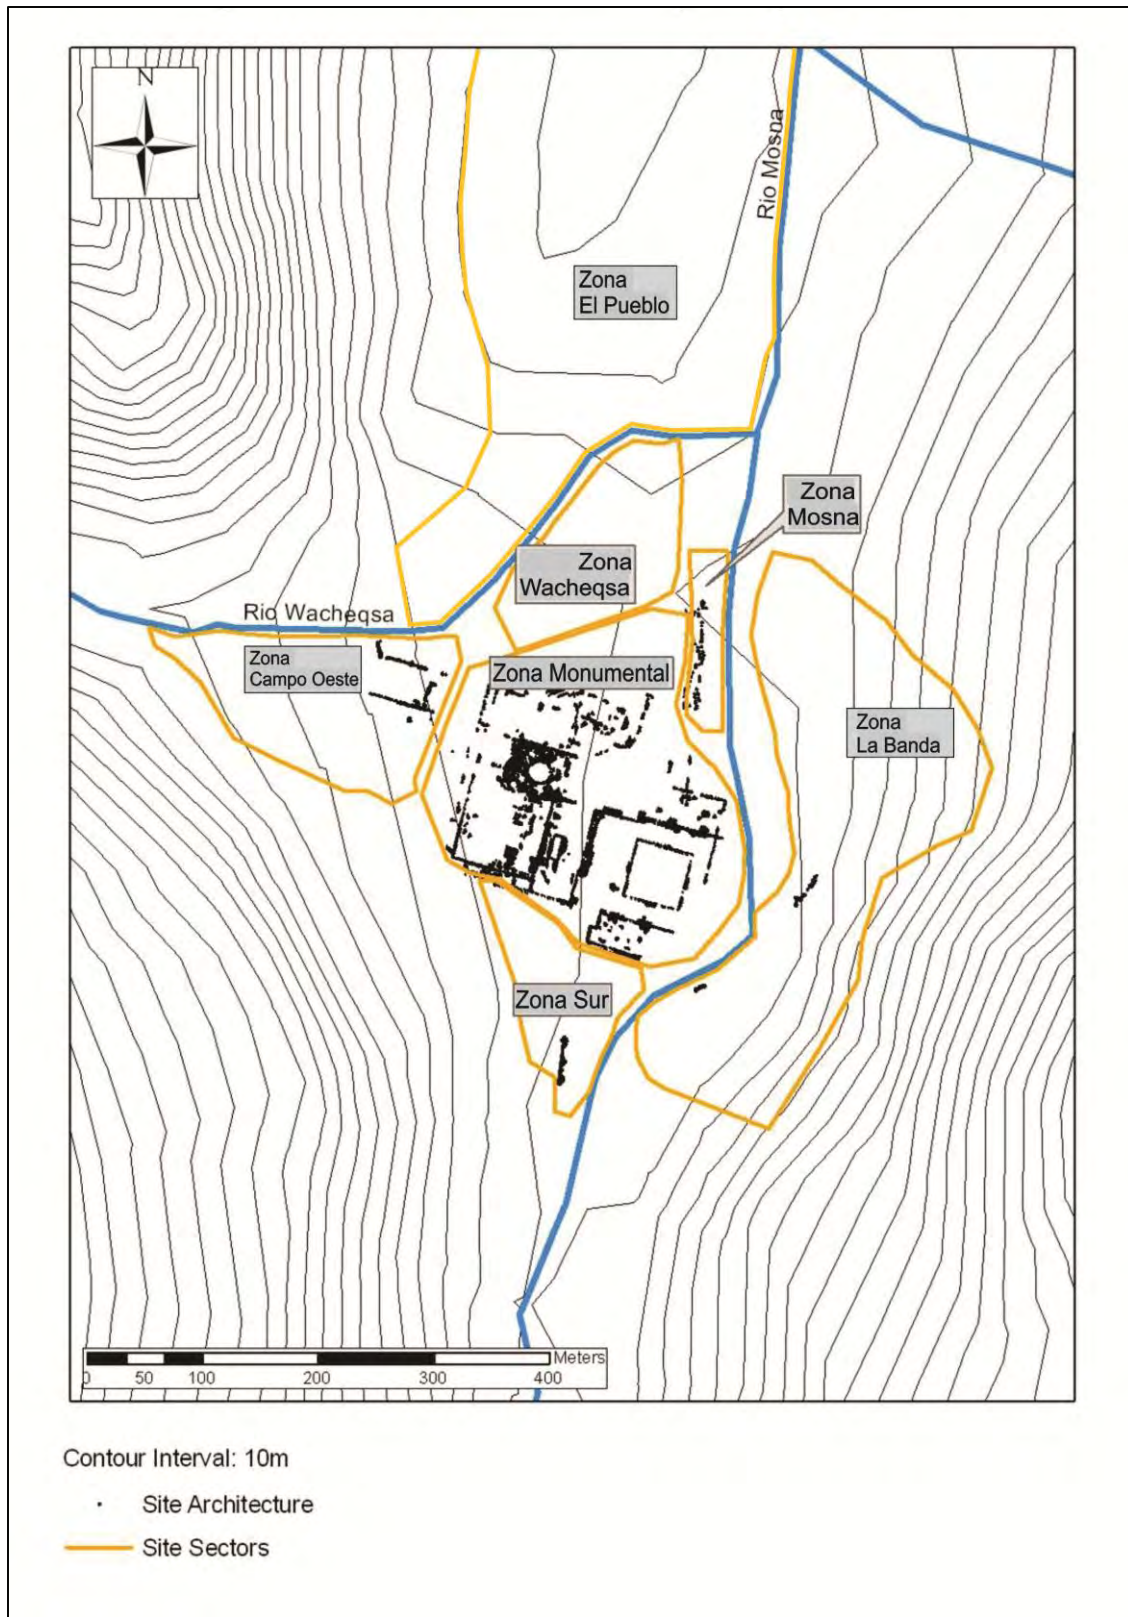 N
Rio Mosna
Zona
El Pueblo
Zona
Mosna
Zona
Wacheqsa
Rio Wacheqsa
Zona
Campo Oeste
Zona Monumental
Zona
La Banda
Zona Sur
Meters
0 50 100 200 300 400
Contour Interval: 10m
Site Architecture
Site Sectors